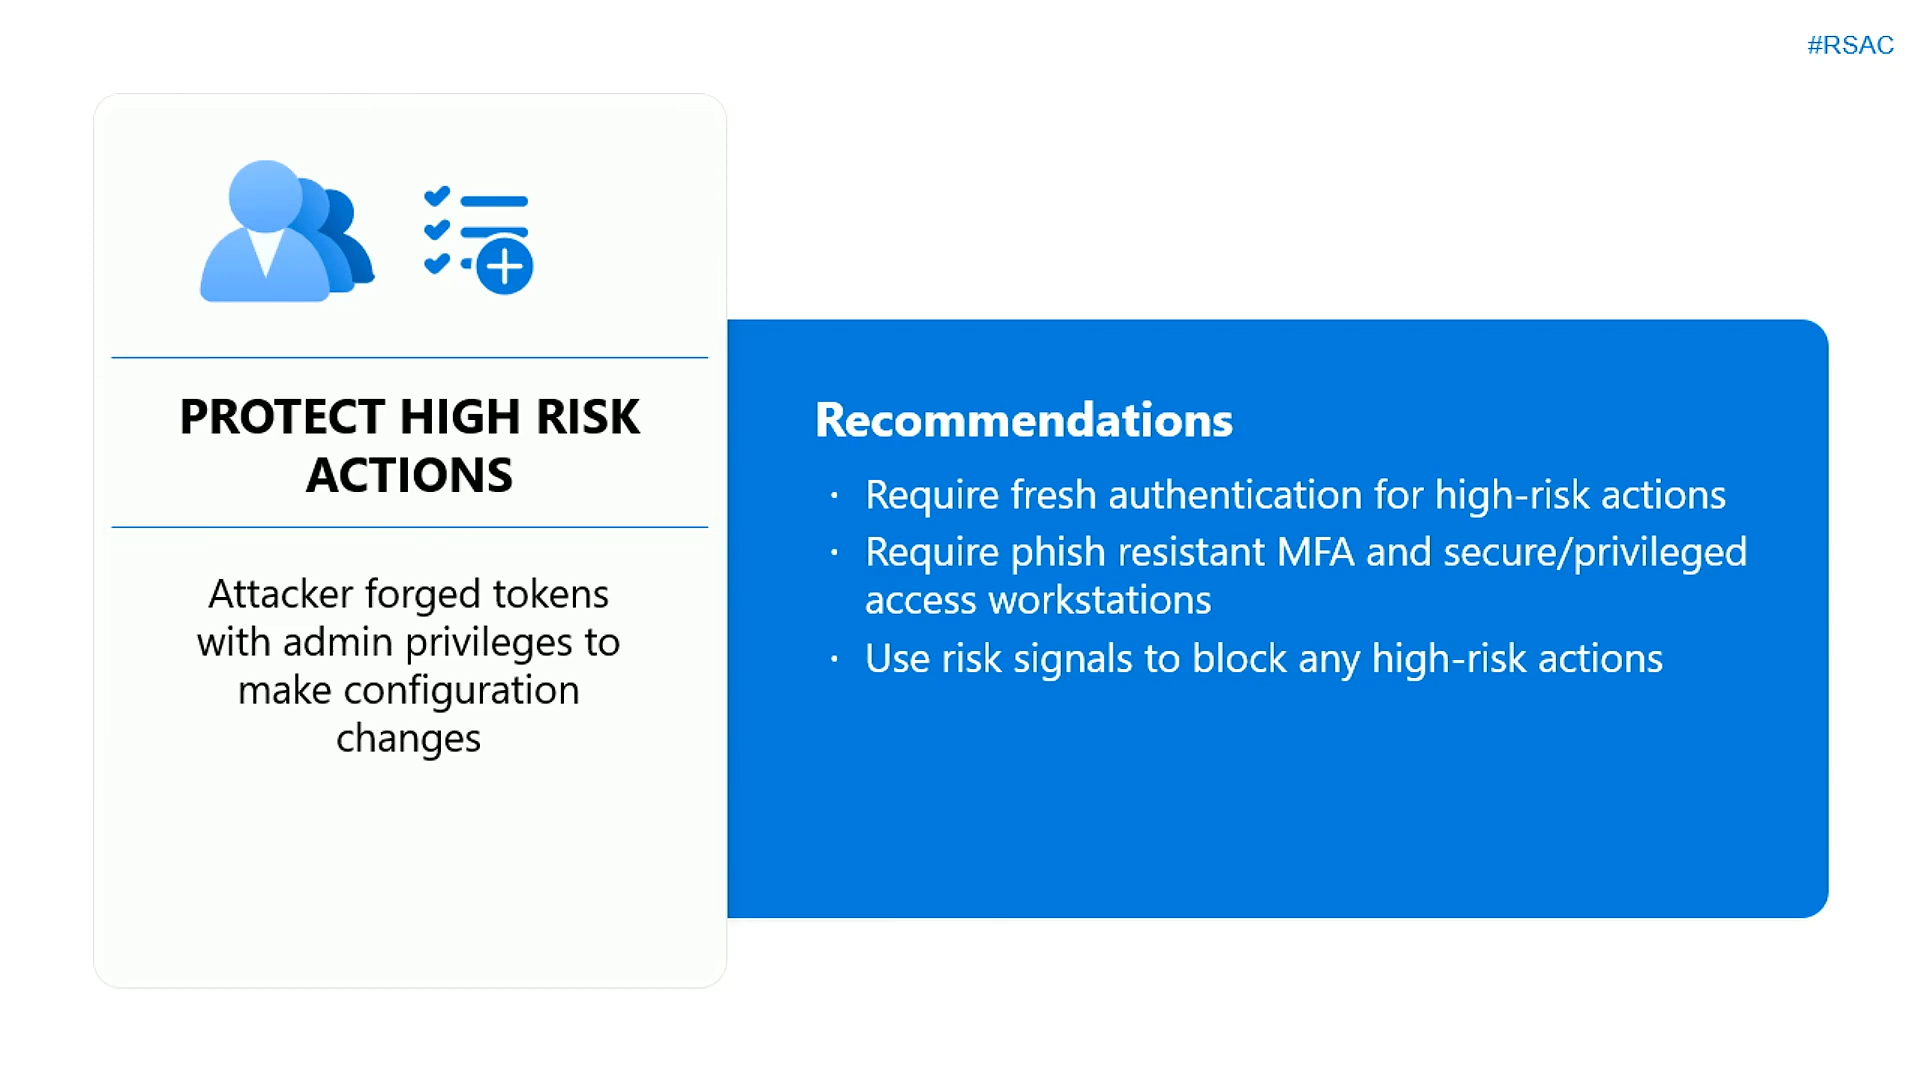 #RSAC
PROTECT HIGH RISK
ACTIONS
Attacker forged tokens
with admin privileges to
make configuration
changes
Recommendations
· Require fresh authentication for high-risk actions
· Require phish resistant MFA and secure/privileged
access workstations
· Use risk signals to block any high-risk actions